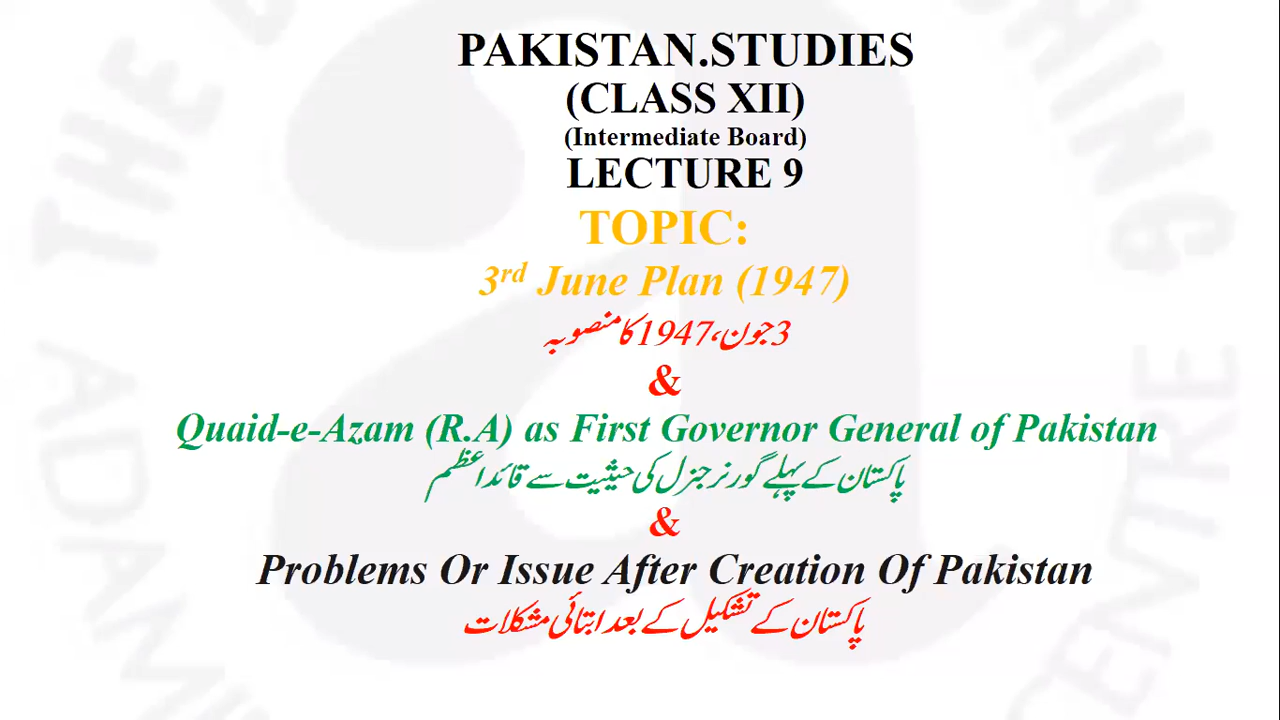 PAKISTAN.STUDIES
(CLASS XII)
(Intermediate Board)
LECTURE 9
TOPIC:
3rd June Plan (1947)
3جون،1947کا منصوبہ
&
Quaid-e-Azam (R.A) as First Governor General of Pakistan
پاکستان کے پہلے گورنر جنرل کی حیثیت سے قائداعظم
&
Problems Or Issue After Creation Of Pakistan
پاکستان کے تشکیل کے بعد ابتائی مشکلات